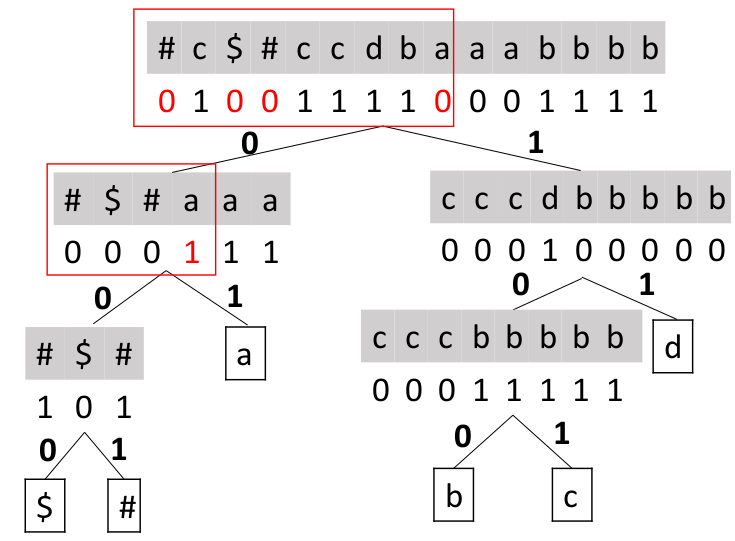 # c $ # c c d b a a a b b b b
0 1 0 0 1 1 1 1 0 0 0 1 1 1 1
0 1
# $ # a a a
0 0 0 1 1 1
c c c d b b b b b
0 0 0 1 0 0 0 0 0
0 1
0 1
# $ #
1 0 1
a
c c c b b b b b
0 0 0 1 1 1 1 1
d
0 1
0 1
$
#
b
c